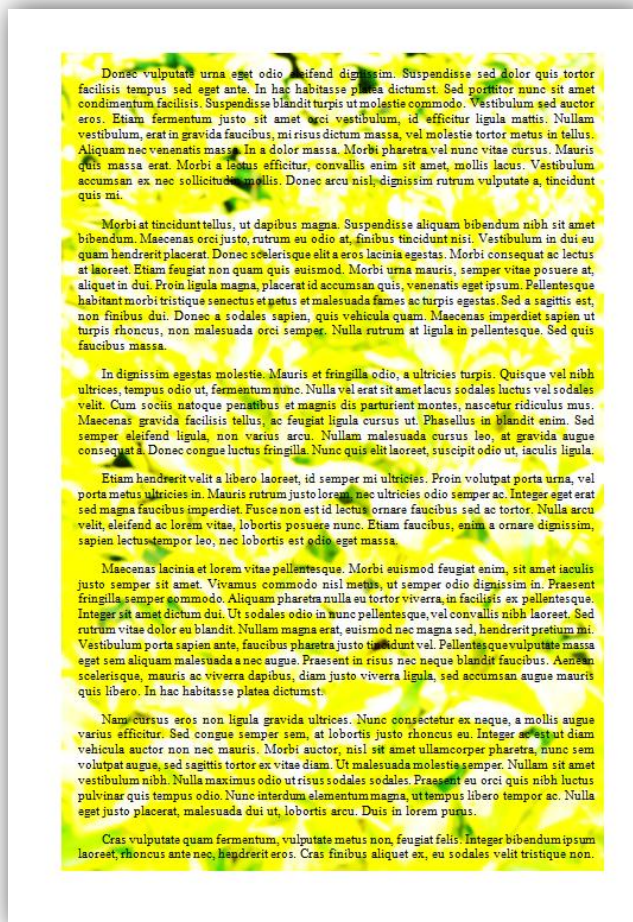 Donec vulputate urna eget odio eleifend dignissim. Suspendisse sed dolor quis tortor
facilisis tempus sed eget ante. In hac habitasse platea dictumst. Sed porttitor nunc sit amet
condimentum facilisis. Suspendisse blandit turpis ut molestie commodo. Vestibulum sed auctor
eros. Etiam fermentum justo sit amet orci vestibulum, id efficitur ligula mattis. Nullam
vestibulum, erat in gravida faucibus, mi risus dictum massa, vel molestie tortor metus in tellus.
Aliquam nec venenatis massa. In a dolor massa. Morbi pharetra vel nunc vitae cursus. Mauris
quis massa erat. Morbi a lectus efficitur, convallis enim sit amet, mollis lacus. Vestibulum
accumsan ex nec sollicitudin mollis. Donec arcu nisl, dignissim rutrum vulputate a, tincidunt
quis mi.
Morbi at tincidunt tellus, ut dapibus magna. Suspendisse aliquam bibendum nibh sit amet
bibendum. Maecenas orci justo, rutrum eu odio at, finibus tincidunt nisi. Vestibulum in dui eu
quam hendrerit placerat. Donec scelerisque elit a eros lacinia egestas. Morbi consequat ac lectus
at laoreet. Etiam feugiat non quam quis euismod. Morbi urna mauris, semper vitae posuere at,
aliquet in dui. Proin ligula magna, placerat id accumsan quis, venenatis eget ipsum. Pellentesque
habitant morbi tristique senectus et netus et malesuada fames ac turpis egestas. Sed a sagittis est,
non finibus dui. Donec a sodales sapien, quis vehicula quam. Maecenas imperdiet sapien ut
turpis rhoncus, non malesuada orci semper. Nulla rutrum at ligula in pellentesque. Sed quis
faucibus massa.
In dignissim egestas molestie. Mauris et fringilla odio, a ultricies turpis. Quisque vel nibh
ultrices, tempus odio ut, fermentum nunc. Nulla vel erat sit amet lacus sodales luctus vel sodales
velit. Cum sociis natoque penatibus et magnis dis parturient montes, nascetur ridiculus mus.
Maecenas gravida facilisis tellus, ac feugiat ligula cursus ut. Phasellus in blandit enim. Sed
semper eleifend ligula, non varius arcu. Nullam malesuada cursus leo, at gravida augue
consequat a. Donec congue luctus fringilla. Nunc quis elit laoreet, suscipit odio ut, iaculis ligula.
Etiam hendrerit velit a libero laoreet, id semper mi ultricies. Proin volutpat porta urna, vel
porta metus ultricies in. Mauris rutrum justo lorem, nec ultricies odio semper ac. Integer eget erat
sed magna faucibus imperdiet. Fusce non est id lectus ornare faucibus sed ac tortor. Nulla arcu
velit, eleifend ac lorem vitae, lobortis posuere nunc. Etiam faucibus, enim a ornare dignissim,
sapien lectus tempor leo, nec lobortis est odio eget massa.
Maecenas lacinia et lorem vitae pellentesque. Morbi euismod feugiat enim, sit amet iaculis
justo semper sit amet. Vivamus commodo nisl metus, ut semper odio dignissim in. Praesent
fringilla semper commodo. Aliquam pharetra nulla eu tortor viverra, in facilisis ex pellentesque.
Integer sit amet dictum dui. Ut sodales odio in nunc pellentesque, vel convallis nibh laoreet. Sed
rutrum vitae dolor eu blandit. Nullam magna erat, euismod nec magna sed, hendrerit pretium mi.
Vestibulum porta sapien ante, faucibus pharetra justo tincidunt vel. Pellentesque vulputate massa
eget sem aliquam malesuada a nec augue. Praesent in risus nec neque blandit faucibus. Aenean
scelerisque, mauris ac viverra dapibus, diam justo viverra ligula, sed accumsan augue mauris
quis libero. In hac habitasse platea dictumst.
Nam cursus eros non ligula gravida ultrices. Nunc consectetur ex neque, a mollis augue
varius efficitur. Sed congue semper sem, at lobortis justo rhoncus eu. Integer ac est ut diam
vehicula auctor non nec mauris. Morbi auctor, nisl sit amet ullamcorper pharetra, nunc sem
volutpat augue, sed sagittis tortor ex vitae diam. Ut malesuada molestie semper. Nullam sit amet
vestibulum nibh. Nulla maximus odio ut risus sodales sodales. Praesent eu orci quis nibh luctus
pulvinar quis tempus odio. Nunc interdum elementum magna, ut tempus libero tempor ac. Nulla
eget justo placerat, malesuada dui ut, lobortis arcu. Duis in lorem purus.
Cras vulputate quam fermentum, vulputate metus non, feugiat felis. Integer bibendum ipsum
laoreet, rhoncus ante nec, hendrerit eros. Cras finibus aliquet ex, eu sodales velit tristique non.